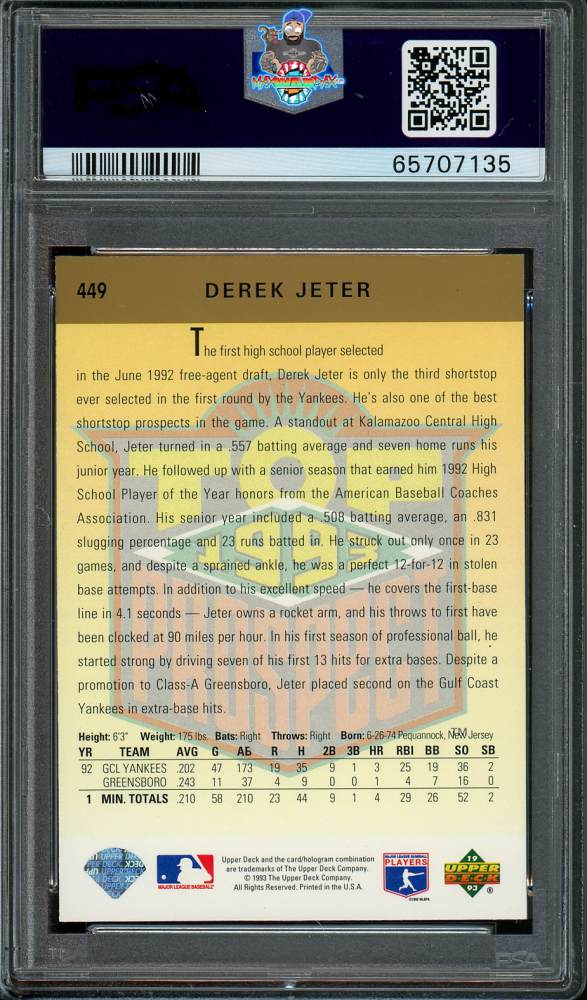 PSA
65707135
449 DEREK JETER
The first high school player selected
in the June 1992 free-agent draft, Derek Jeter is only the third shortstop
ever selected in the first round by the Yankees. He's also one of the best
shortstop prospects in the game. A standout at Kalamazoo Central High
School, Jeter turned in a .557 batting average and seven home runs his
junior year. He followed up with a senior season that earned him 1992 High
School Player of the Year honors from the American Baseball Coaches
Association. His senior year included a .508 batting average, an .831
slugging percentage and 23 runs batted in. He struck out only once in 23
games, and despite a sprained ankle, he was a perfect 12-for-12 in stolen
base attempts. In addition to his excellent speed — he covers the first-base
line in 4.1 seconds — Jeter owns a rocket arm, and his throws to first have
been clocked at 90 miles per hour. In his first season of professional ball, he
started strong by driving seven of his first 13 hits for extra bases. Despite a
promotion to Class-A Greensboro, Jeter placed second on the Gulf Coast
Yankees in extra-base hits.
TOP
1993
PROSPECT
TM
Height: 6'3" Weight: 175 lbs. Bats: Right Throws: Right Born: 6-26-74 Pequannock, New Jersey
YR TEAM AVG G AB R H 2B 3B HR RBI BB SO SB
92 GCL YANKEES .202 47 173 19 35 9 1 3 25 19 36 2
GREENSBORO .243 11 37 4 9 0 0 1 4 7 16 0
1 MIN. TOTALS .210 58 210 23 44 9 1 4 29 26 52 2
UPPER DECK
MAJOR LEAGUE BASEBALL
Upper Deck and the card/hologram combination
are trademarks of The Upper Deck Company.
© 1993 The Upper Deck Company.
All Rights Reserved. Printed in the U.S.A.
MAJOR LEAGUE BASEBALL
PLAYERS
©1992 MLBPA
19
UPPER
DECK
93 ®
PSA